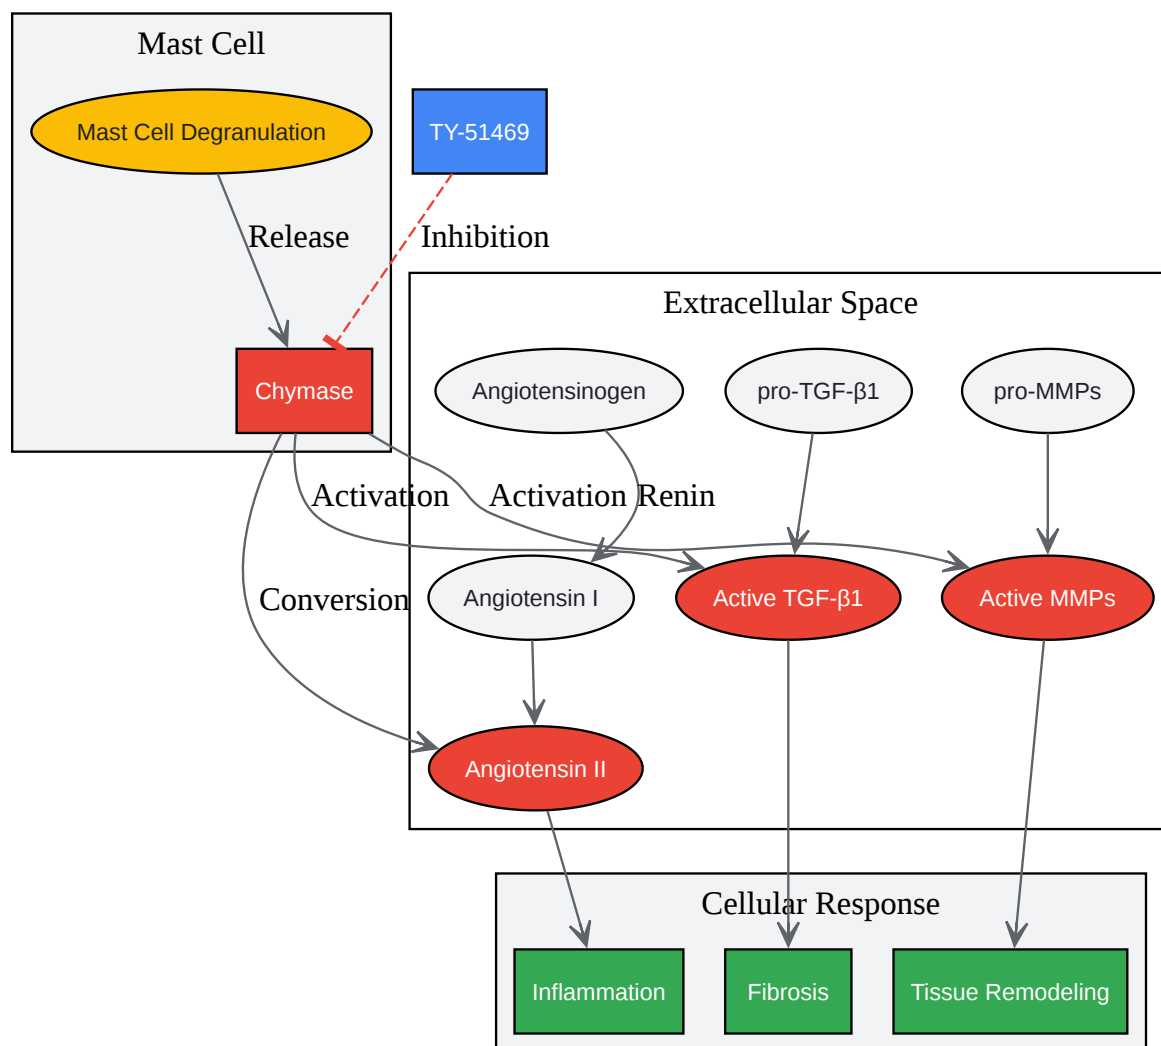 Mast Cell
Mast Cell Degranulation
TY-51469
Release
Inhibition
Extracellular Space
Chymase
Angiotensinogen
pro-TGF-β1
pro-MMPs
Activation
Activation
Renin
Conversion
Angiotensin I
Active TGF-β1
Active MMPs
Angiotensin II
Cellular Response
Inflammation
Fibrosis
Tissue Remodeling